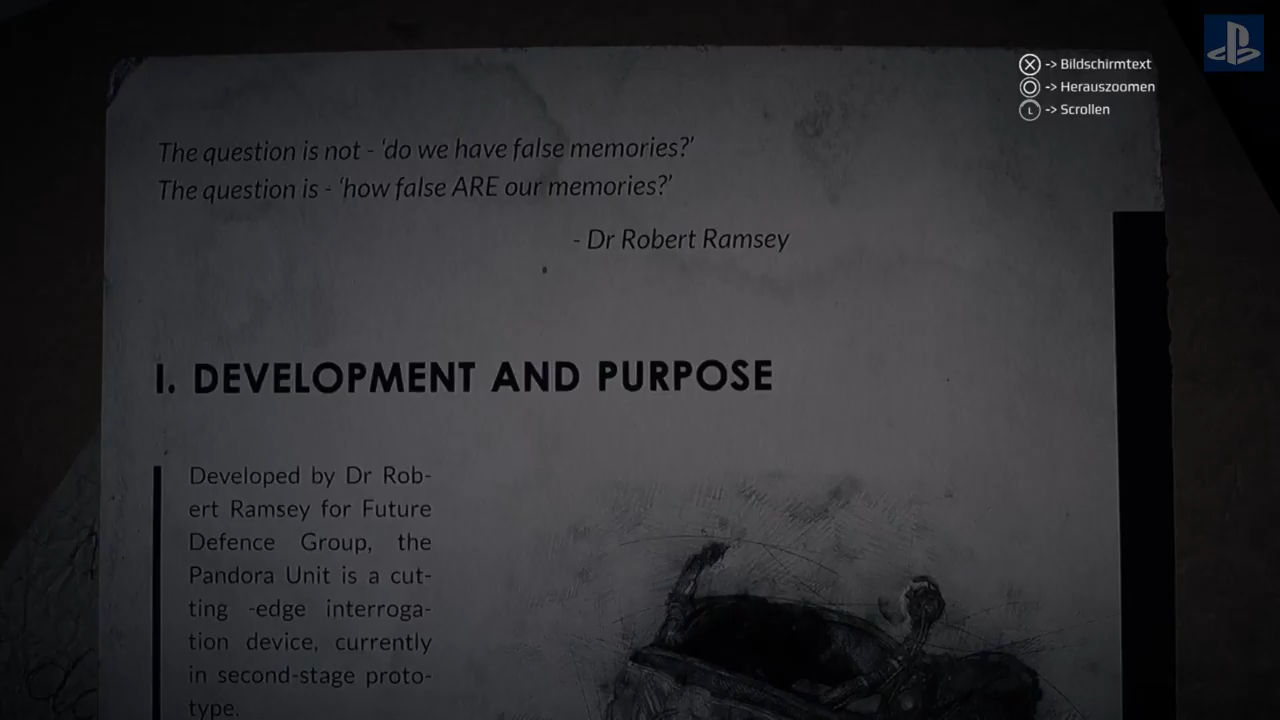 -> Bildschirmtext
-> Herauszoomen
L -> Scrollen
The question is not - 'do we have false memories?'
The question is - 'how false ARE our memories?'
- Dr Robert Ramsey
I. DEVELOPMENT AND PURPOSE
Developed by Dr Rob-
ert Ramsey for Future
Defence Group, the
Pandora Unit is a cut-
ting -edge interroga-
tion device, currently
in second-stage proto-
type.